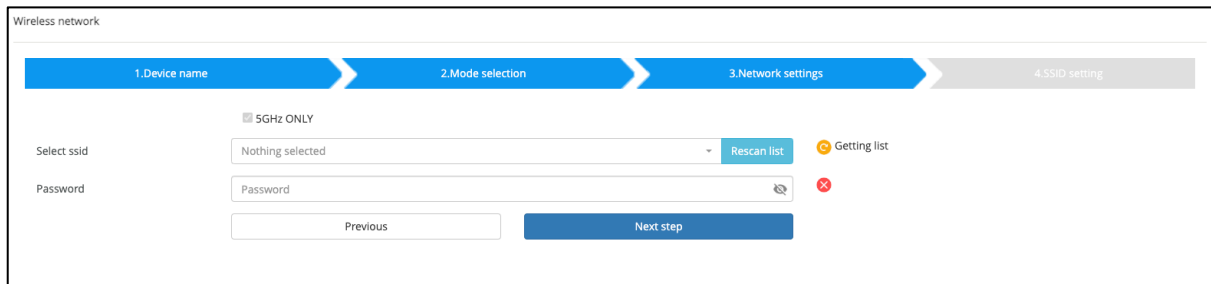 Wireless network
1.Device name
2.Mode selection
3.Network settings
4.SSID setting
5GHz ONLY
Select ssid
Nothing selected
Rescan list
Getting list
Password
Password
Previous
Next step